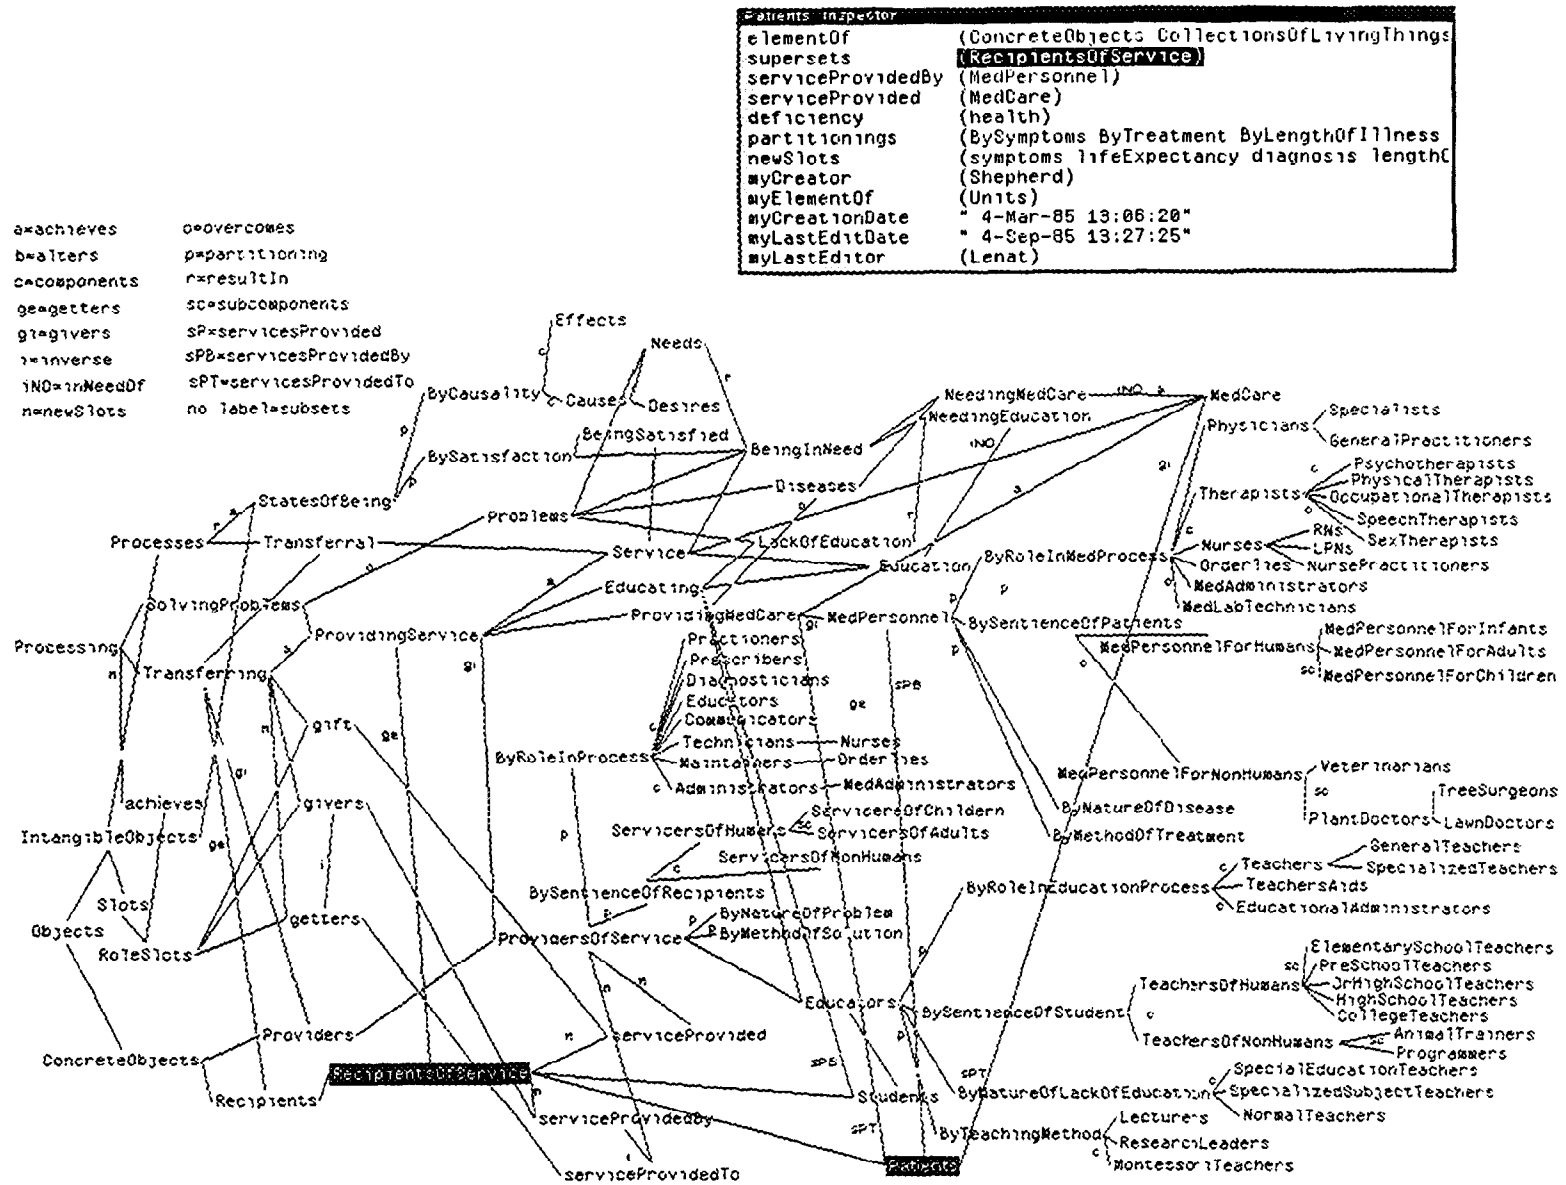 Patients Inspector
elementOf (ConcreteObjects CollectionsOfLivingThings
supersets (RecipientsOfService)
serviceProvidedBy (MedPersonnel)
serviceProvided (MedCare)
deficiency (health)
partitionings (BySymptoms ByTreatment ByLengthOfIllness
newSlots (symptoms lifeExpectancy diagnosis length
myCreator (Shepherd)
myElementOf (Units)
myCreationDate " 4-Mar-85 13:06:20"
myLastEditDate " 4-Sep-85 13:27:25"
myLastEditor (Lenat)
a=achieves o=overcomes
b=alters p=partitioning
c=components r=resultIn
ge=getters sc=subcomponents
gi=givers sP=servicesProvided
i=inverse sPB=servicesProvidedBy
iNO=inNeedOf sPT=servicesProvidedTo
n=newSlots no label=subsets
Effects
Needs
ByCausality
Causes
Desires
NeedingMedCare iNO a MedCare
NeedingEducation
iNO
Physicians
Specialists
GeneralPractitioners
BySatisfaction
BeingSatisfied
BeingInNeed
StatesOfBeing
Diseases
Problems
Therapists
Psychotherapists
PhysicalTherapists
OccupationalTherapists
SpeechTherapists
SexTherapists
Processes
Transferral
Service
LackOfEducation
Education
ByRoleInMedProcess
Nurses
RNs
LPNs
NursePractitioners
Orderlies
MedAdministrators
MedLabTechnicians
Educating
SolvingProblems
ProvidingService
ProvidingMedCare
gi
MedPersonnel
BySentienceOfPatients
MedPersonnelForHumans
MedPersonnelForInfants
MedPersonnelForAdults
MedPersonnelForChildren
Processing
Transferring
Practioners
Prescribers
Diagnosticians
Educators
Communicators
Technicians
Nurses
Maintainers
Orderlies
Administrators
MedAdministrators
ByRoleInProcess
gift
ge
sPB
MedPersonnelForNonHumans
Veterinarians
PlantDoctors
TreeSurgeons
LawnDoctors
ByNatureOfDisease
ByMethodOfTreatment
achieves
givers
IntangibleObjects
ServicersOfHumans
ServicersOfChildern
ServicersOfAdults
ServicersOfNonHumans
BySentienceOfRecipients
ByRoleInEducationProcess
Teachers
GeneralTeachers
SpecializedTeachers
TeachersAids
EducationalAdministrators
Slots
getters
Objects
RoleSlots
ProvidersOfService
ByNatureOfProblem
ByMethodOfSolution
Educators
BySentienceOfStudent
TeachersOfHumans
ElementarySchoolTeachers
PreSchoolTeachers
JrHighSchoolTeachers
HighSchoolTeachers
CollegeTeachers
TeachersOfNonHumans
AnimalTrainers
Programmers
Providers
serviceProvided
ConcreteObjects
RecipientsOfService
Recipients
serviceProvidedBy
sPB
Students
sPT
ByNatureOfLackOfEducation
SpecialEducationTeachers
SpecializedSubjectTeachers
NormalTeachers
sPT
ByTeachingMethod
Lecturers
ResearchLeaders
MontessoriTeachers
serviceProvidedTo
Patients